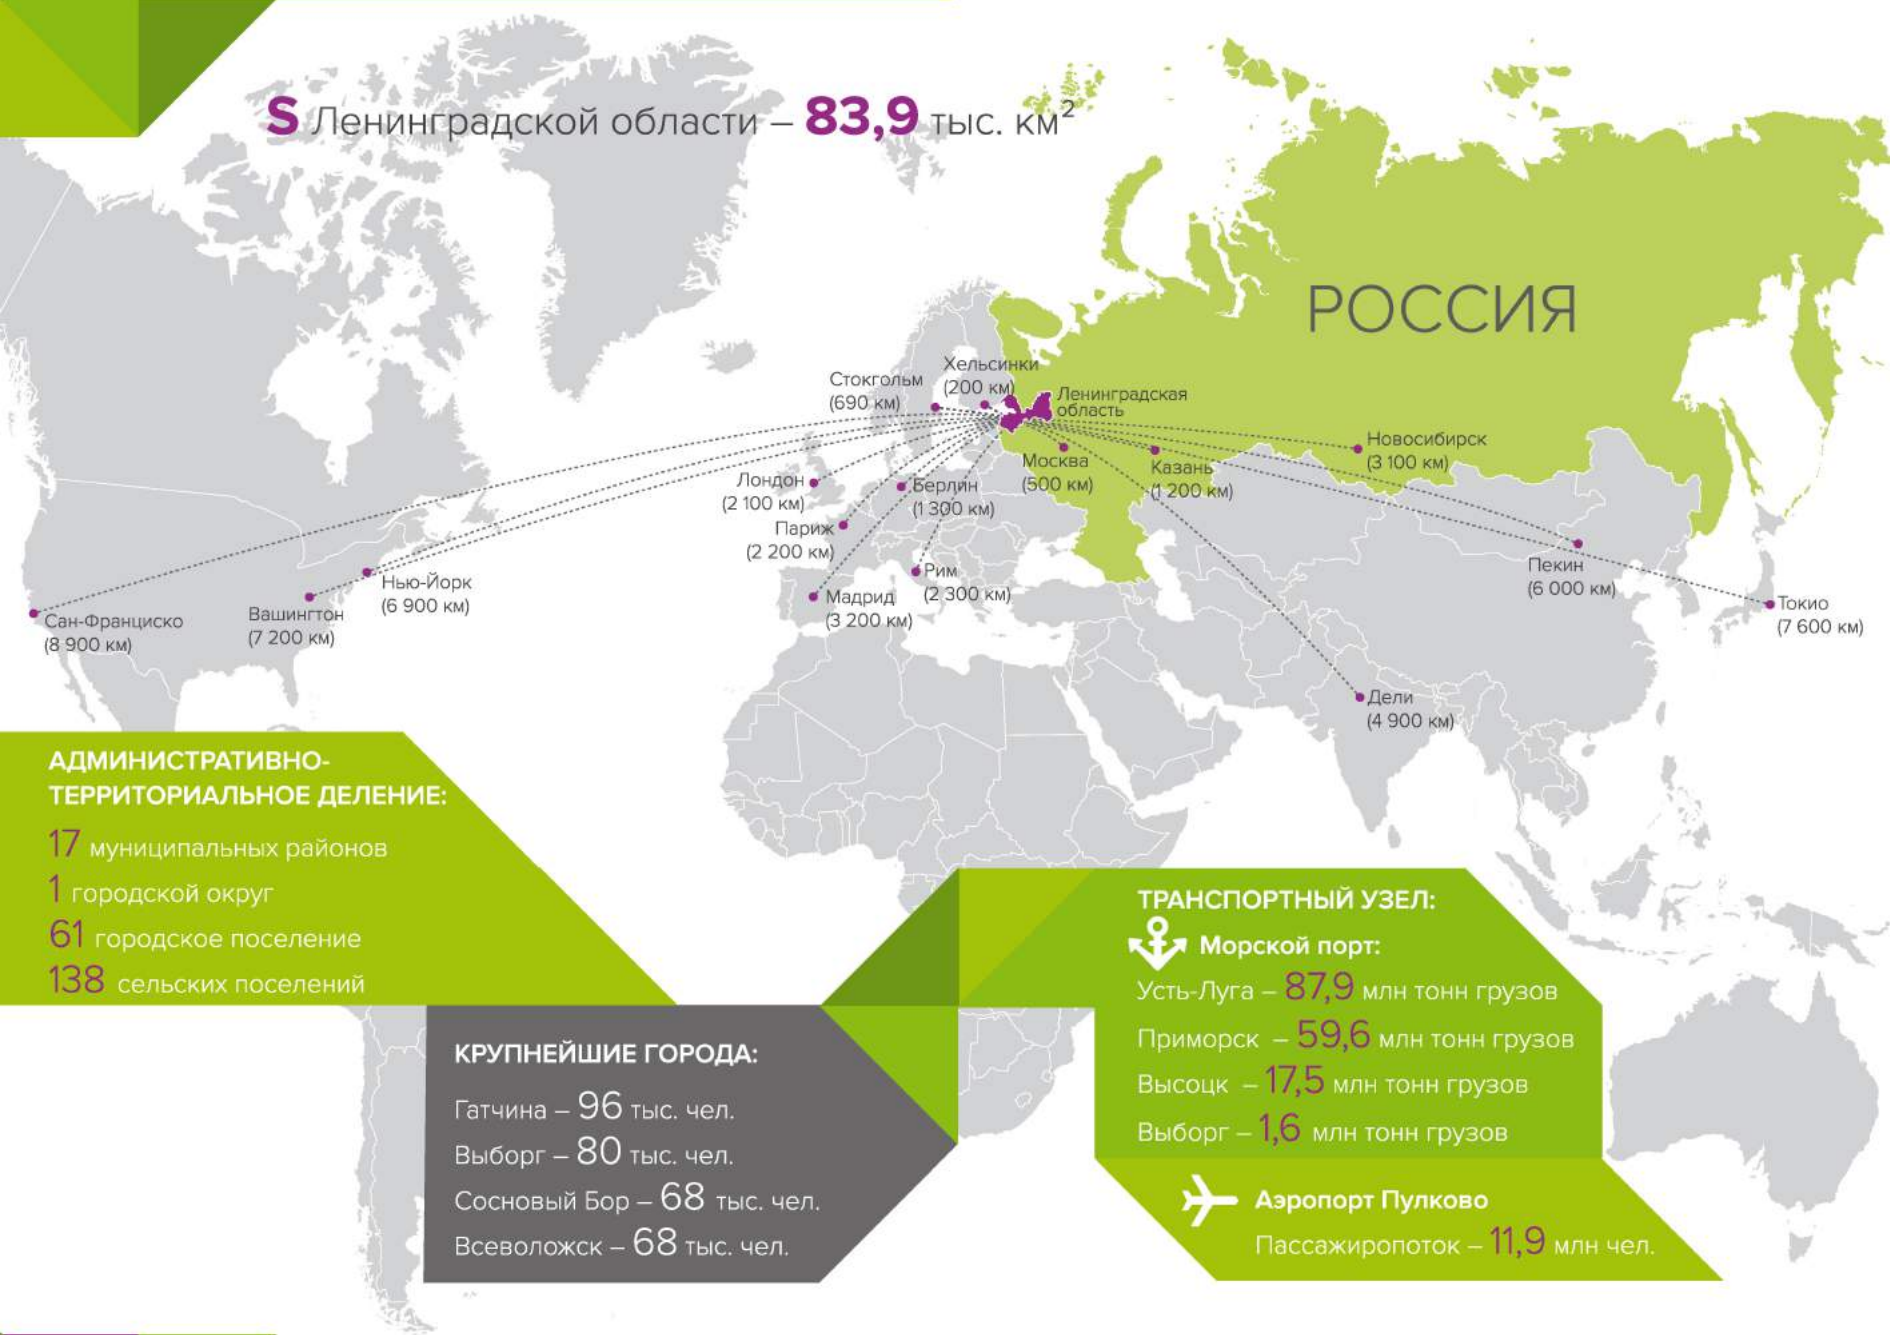 S Ленинградской области – 83,9 тыс. км²
РОССИЯ
Хельсинки
(200 км)
Стокгольм
(690 км)
Ленинградская
область
Новосибирск
(3 100 км)
Москва
(500 км)
Казань
(1 200 км)
Лондон
(2 100 км)
Берлин
(1 300 км)
Париж
(2 200 км)
Рим
(2 300 км)
Мадрид
(3 200 км)
Пекин
(6 000 км)
Токио
(7 600 км)
Нью-Йорк
(6 900 км)
Вашингтон
(7 200 км)
Сан-Франциско
(8 900 км)
Дели
(4 900 км)
АДМИНИСТРАТИВНО-
ТЕРРИТОРИАЛЬНОЕ ДЕЛЕНИЕ:
17 муниципальных районов
1 городской округ
61 городское поселение
138 сельских поселений
КРУПНЕЙШИЕ ГОРОДА:
Гатчина – 96 тыс. чел.
Выборг – 80 тыс. чел.
Сосновый Бор – 68 тыс. чел.
Всеволожск – 68 тыс. чел.
ТРАНСПОРТНЫЙ УЗЕЛ:
Морской порт:
Усть-Луга – 87,9 млн тонн грузов
Приморск – 59,6 млн тонн грузов
Высоцк – 17,5 млн тонн грузов
Выборг – 1,6 млн тонн грузов
Аэропорт Пулково
Пассажиропоток – 11,9 млн чел.